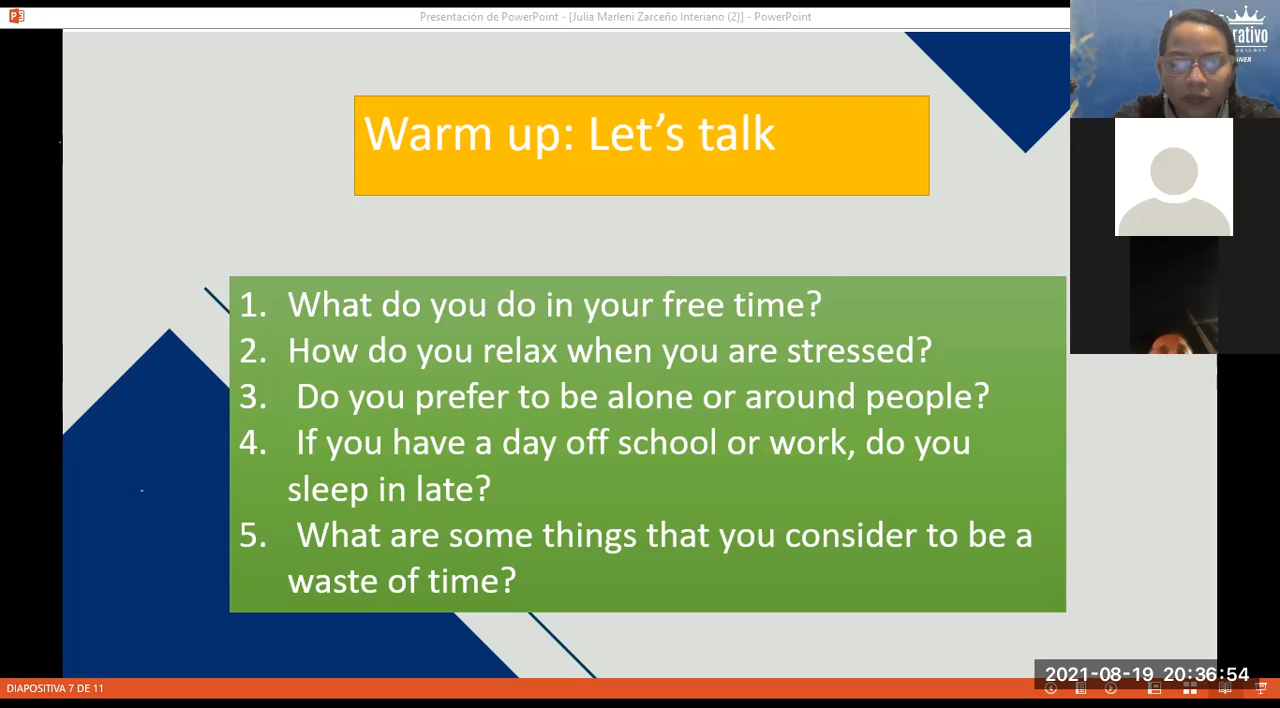 Presentación de PowerPoint - [Julia Marleni Zarceño Interiano (2)] - PowerPoint
Warm up: Let's talk
1. What do you do in your free time?
2. How do you relax when you are stressed?
3. Do you prefer to be alone or around people?
4. If you have a day off school or work, do you
sleep in late?
5. What are some things that you consider to be a
waste of time?
2021-08-19 20:36:54
DIAPOSITIVA 7 DE 11